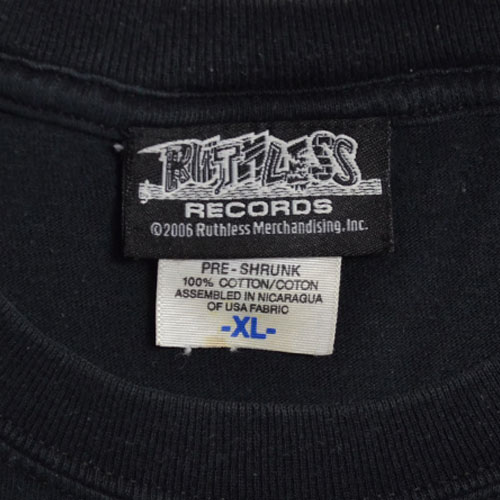 RUTHLESS
RECORDS
©2006 Ruthless Merchandising, Inc.
PRE-SHRUNK
100% COTTON/COTON
ASSEMBLED IN NICARAGUA
OF USA FABRIC
-XL-